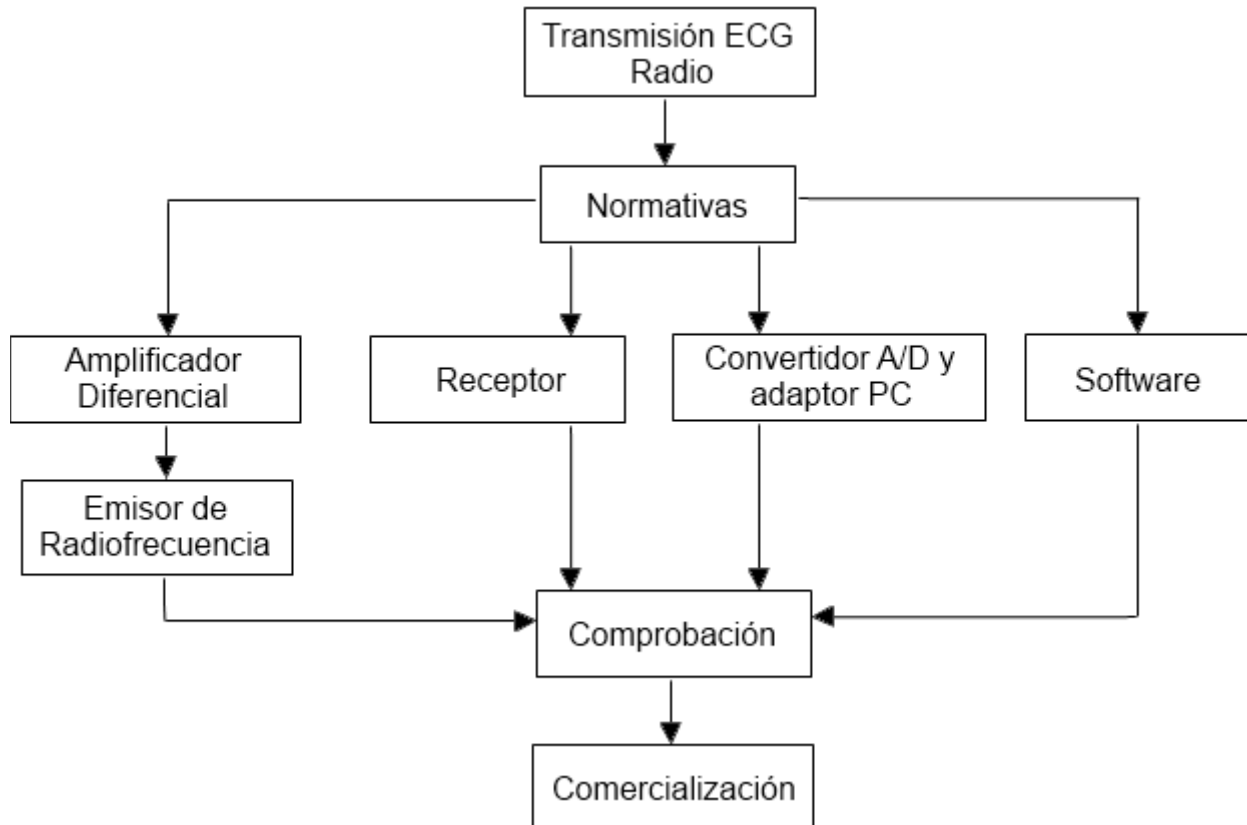 Transmisión ECG
Radio
Normativas
Amplificador
Diferencial
Receptor
Convertidor A/D y
adaptor PC
Software
Emisor de
Radiofrecuencia
Comprobación
Comercialización